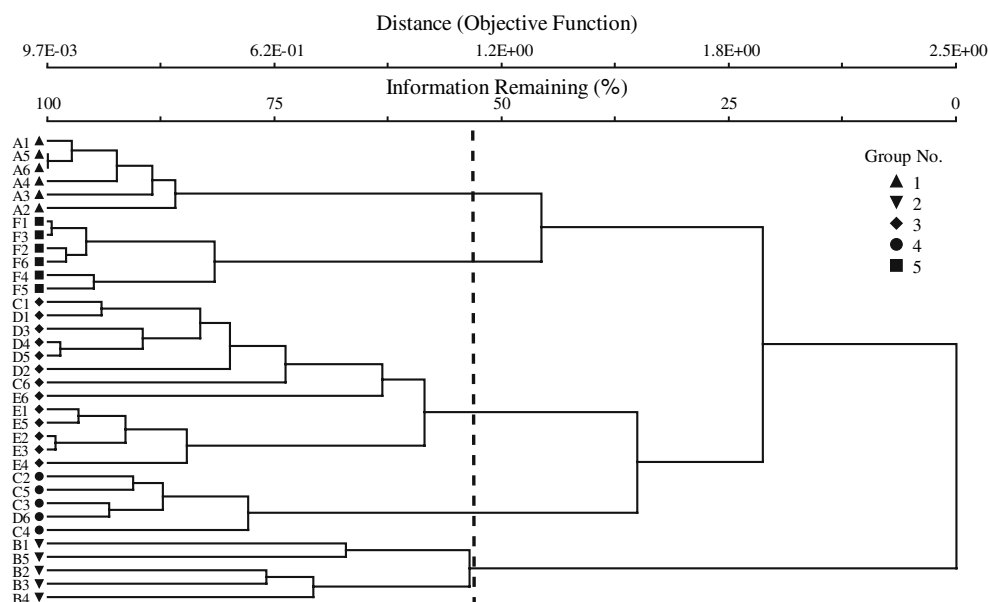 Distance (Objective Function)
9.7E-03 6.2E-01 1.2E+00 1.8E+00 2.5E+00
Information Remaining (%)
100 75 50 25 0
Group No.
1
2
3
4
5
A1
A5
A6
A4
A3
A2
F1
F3
F2
F6
F4
F5
C1
D1
D3
D4
D5
D2
C6
E6
E1
E5
E2
E3
E4
C2
C5
C3
D6
C4
B1
B5
B2
B3
B4